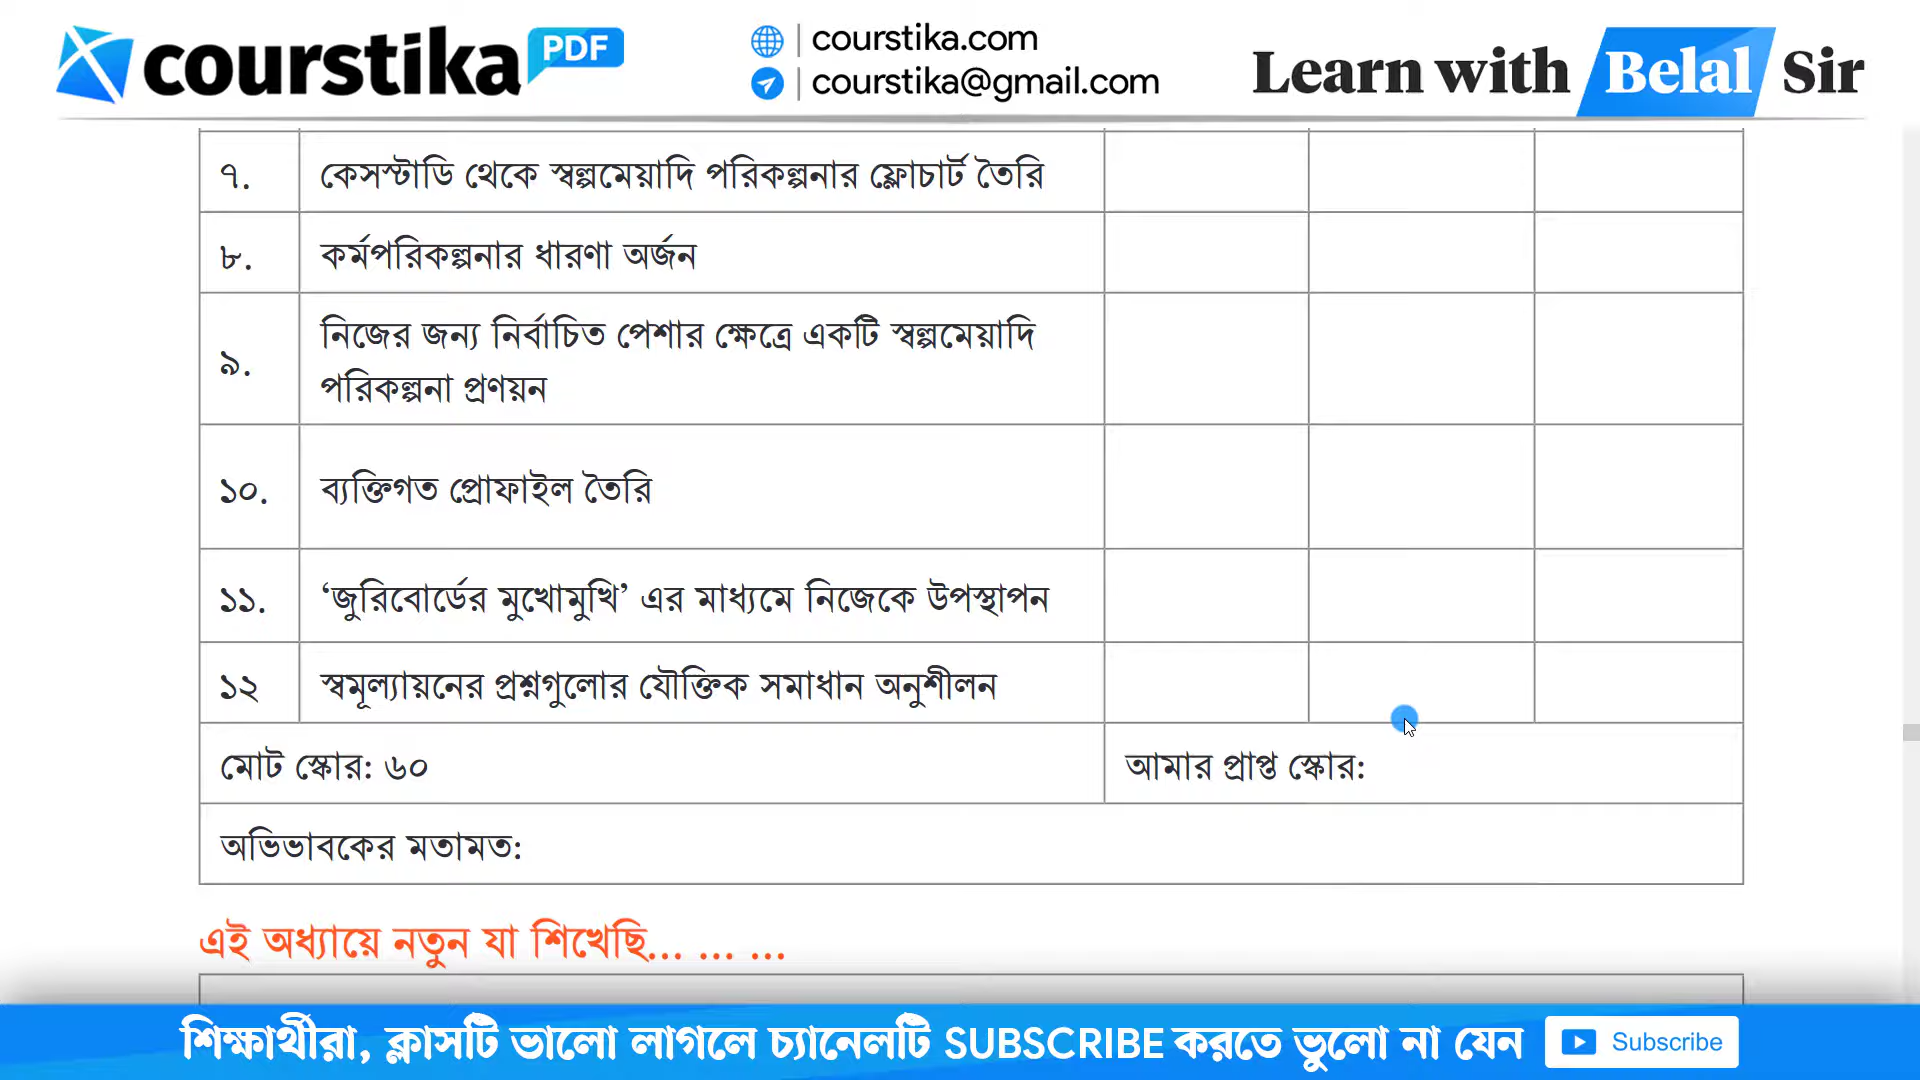 courstika PDF
courstika.com
courstika@gmail.com
Learn with Belal Sir
৭. কেসস্টাডি থেকে স্বল্পমেয়াদি পরিকল্পনার ফ্লোচার্ট তৈরি
৮. কর্মপরিকল্পনার ধারণা অর্জন
৯. নিজের জন্য নির্বাচিত পেশার ক্ষেত্রে একটি স্বল্পমেয়াদি
পরিকল্পনা প্রণয়ন
১০. ব্যক্তিগত প্রোফাইল তৈরি
১১. ‘জুরিবোর্ডের মুখোমুখি’ এর মাধ্যমে নিজেকে উপস্থাপন
১২ স্বমূল্যায়নের প্রশ্নগুলোর যৌক্তিক সমাধান অনুশীলন
মোট স্কোর: ৬০
আমার প্রাপ্ত স্কোর:
অভিভাবকের মতামত:
এই অধ্যায়ে নতুন যা শিখেছি... ... ...
শিক্ষার্থীরা, ক্লাসটি ভালো লাগলে চ্যানেলটি SUBSCRIBE করতে ভুলো না যেন
Subscribe